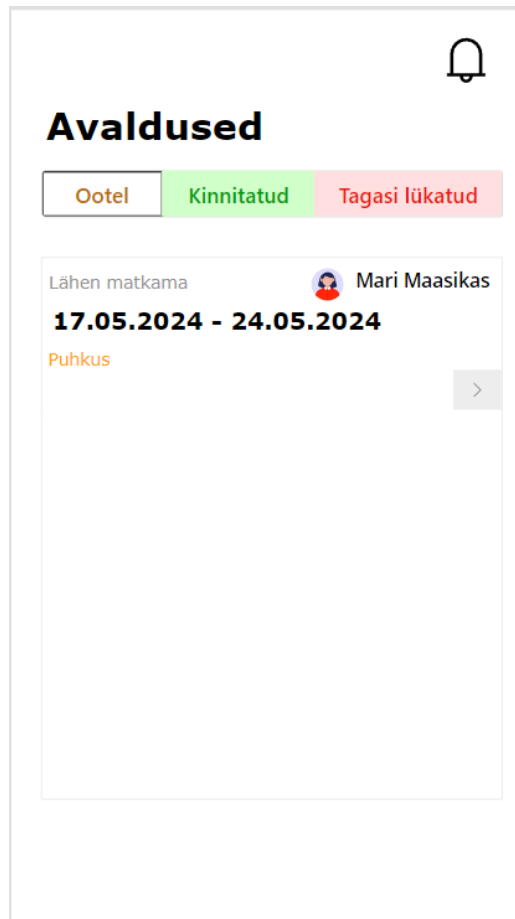 Avaldused
Ootel Kinnitatud Tagasi lükatud
Lähen matkama Mari Maasikas
17.05.2024 - 24.05.2024
Puhkus